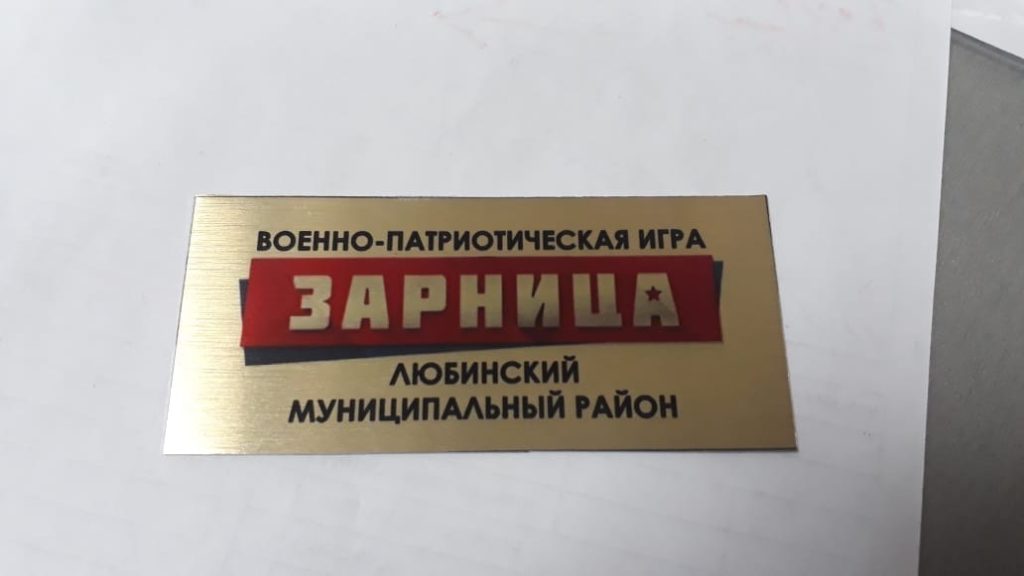 ВОЕННО-ПАТРИОТИЧЕСКАЯ ИГРА
ЗАРНИЦА
ЛЮБИНСКИЙ
МУНИЦИПАЛЬНЫЙ РАЙОН